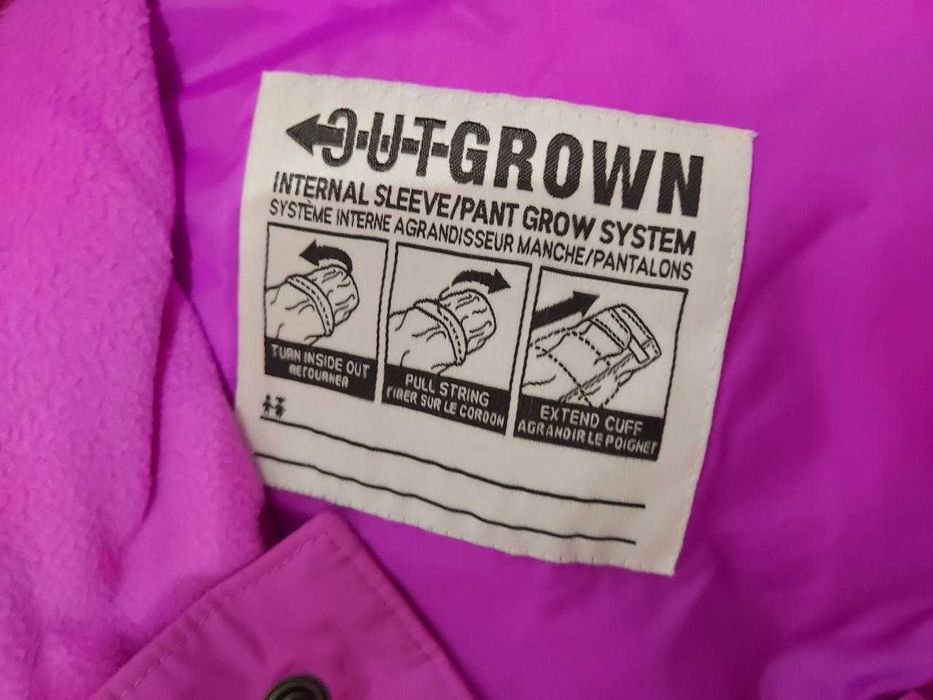 OUTGROWN
INTERNAL SLEEVE/PANT GROW SYSTEM
SYSTÈME INTERNE AGRANDISSEUR MANCHE/PANTALONS
TURN INSIDE OUT
RETOURNER
PULL STRING
TIRER SUR LE CORDON
EXTEND CUFF
AGRANDIR LE POIGNET